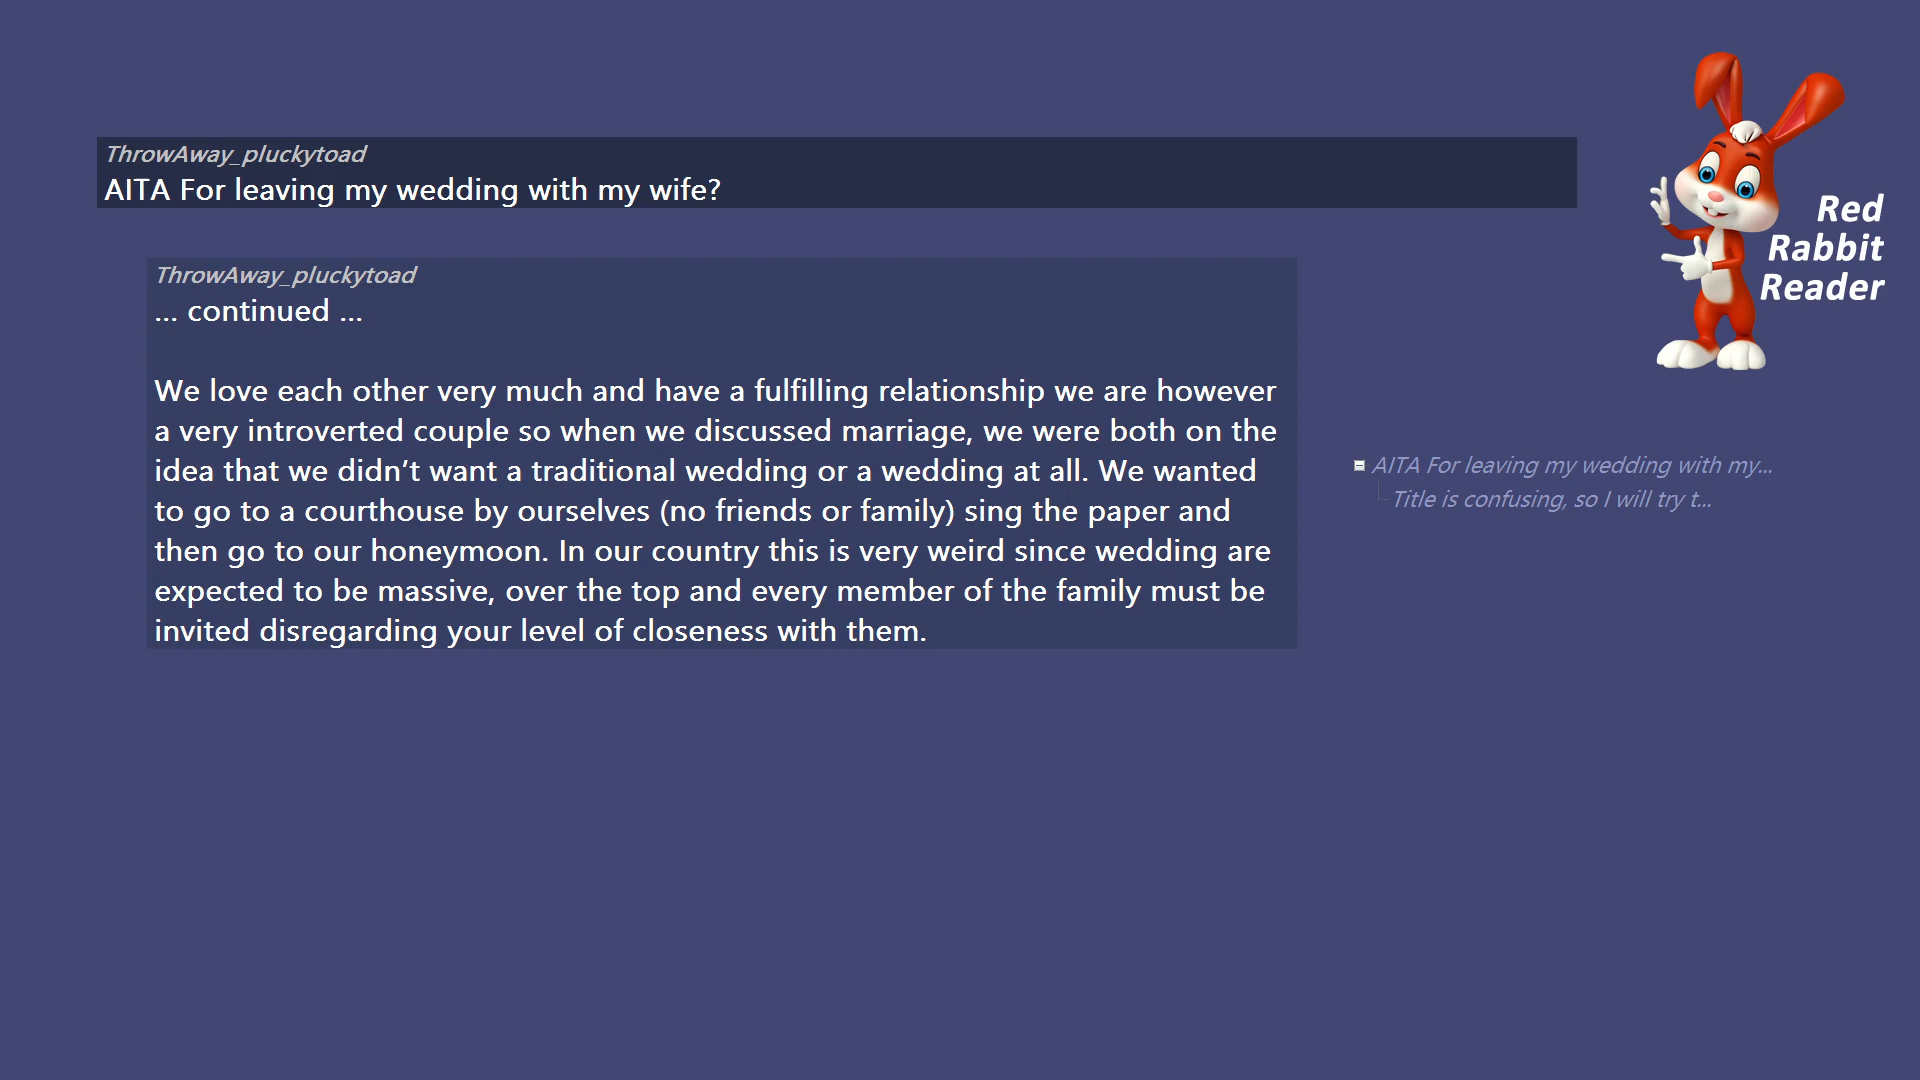 ThrowAway_pluckytoad
AITA For leaving my wedding with my wife?
Red
Rabbit
Reader
ThrowAway_pluckytoad
... continued ...
We love each other very much and have a fulfilling relationship we are however
a very introverted couple so when we discussed marriage, we were both on the
idea that we didn’t want a traditional wedding or a wedding at all. We wanted
to go to a courthouse by ourselves (no friends or family) sing the paper and
then go to our honeymoon. In our country this is very weird since wedding are
expected to be massive, over the top and every member of the family must be
invited disregarding your level of closeness with them.
AITA For leaving my wedding with my...
Title is confusing, so I will try t...